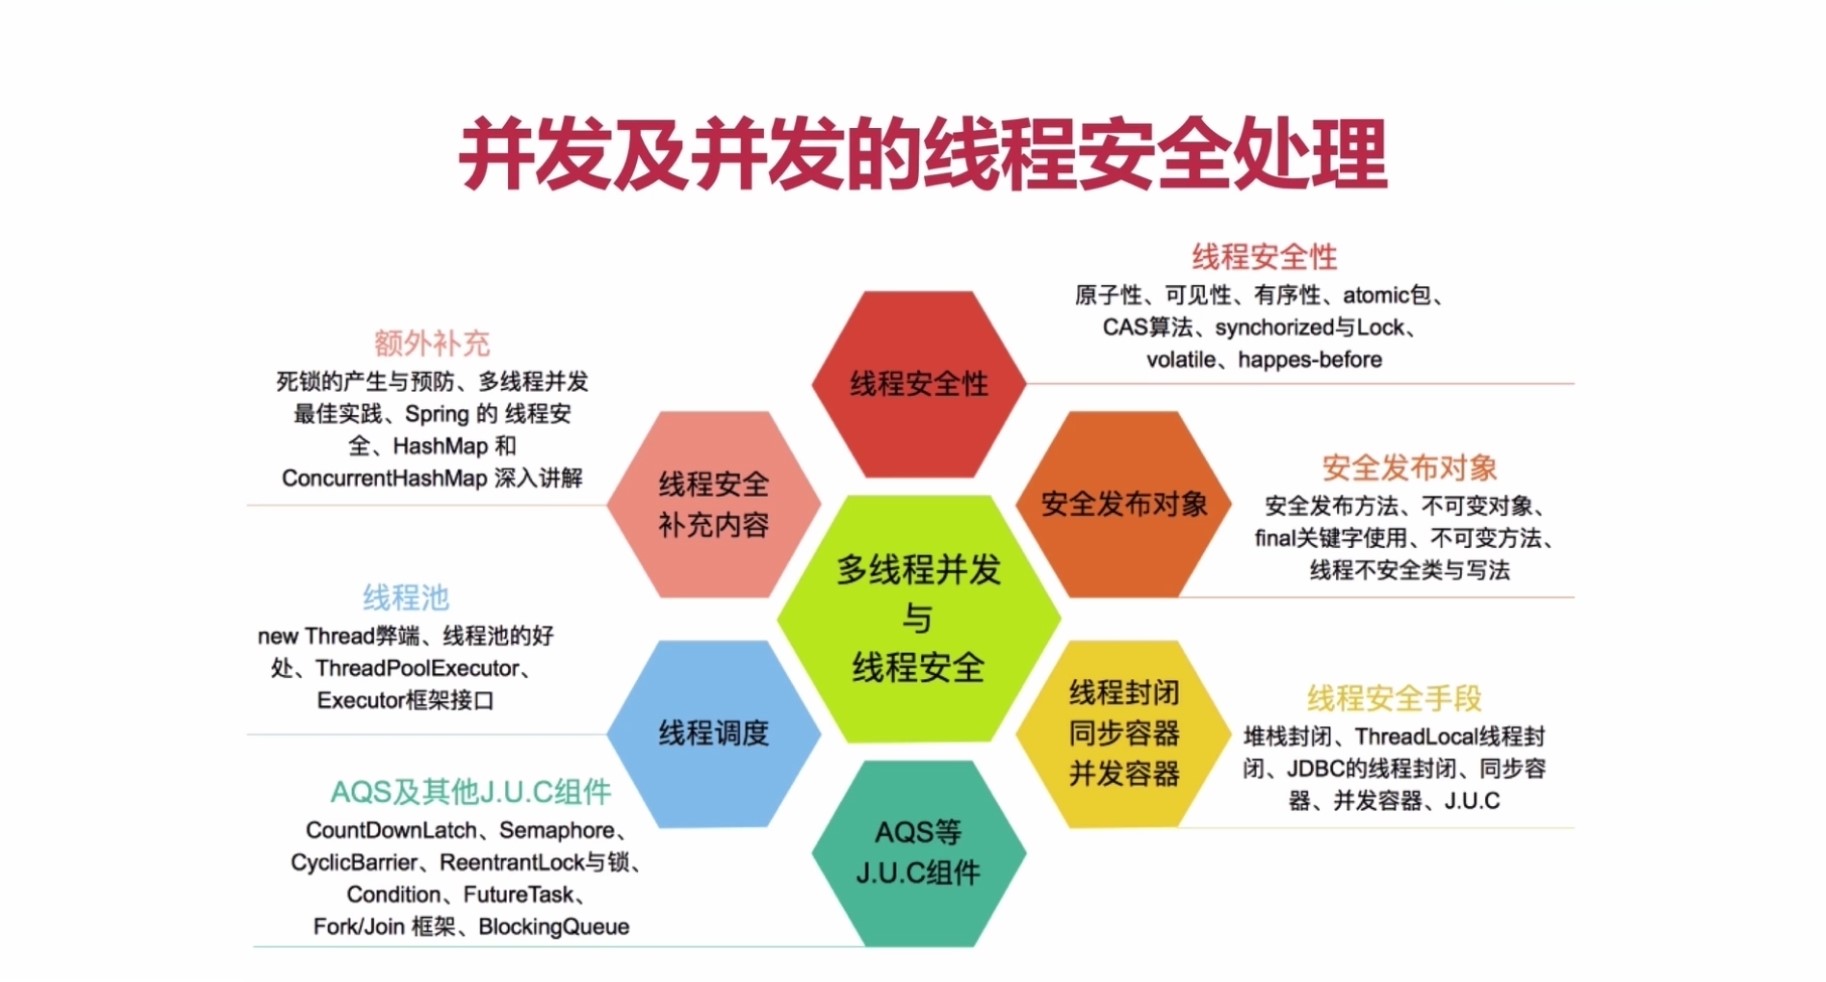 并发及并发的线程安全处理
线程安全性
原子性、可见性、有序性、atomic包、
CAS算法、synchorized与Lock、
volatile、happes-before
额外补充
死锁的产生与预防、多线程并发
最佳实践、Spring 的 线程安
全、HashMap 和
ConcurrentHashMap 深入讲解
线程安全性
线程安全
补充内容
安全发布对象
安全发布对象
安全发布方法、不可变对象、
final关键字使用、不可变方法、
线程不安全类与写法
多线程并发
与
线程安全
线程池
new Thread弊端、线程池的好
处、ThreadPoolExecutor、
Executor框架接口
线程调度
线程封闭
同步容器
并发容器
线程安全手段
堆栈封闭、ThreadLocal线程封
闭、JDBC的线程封闭、同步容
器、并发容器、J.U.C
AQS及其他J.U.C组件
CountDownLatch、Semaphore、
CyclicBarrier、ReentrantLock与锁、
Condition、FutureTask、
Fork/Join 框架、BlockingQueue
AQS等
J.U.C组件